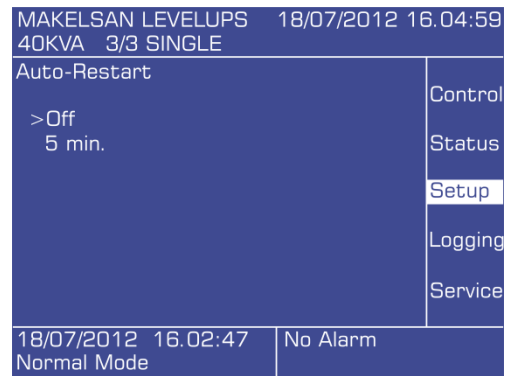 MAKELSAN LEVELUPS 18/07/2012 16.04:59
40KVA 3/3 SINGLE
Auto-Restart
>Off
5 min.
Control
Status
Setup
Logging
Service
18/07/2012 16.02:47 No Alarm
Normal Mode